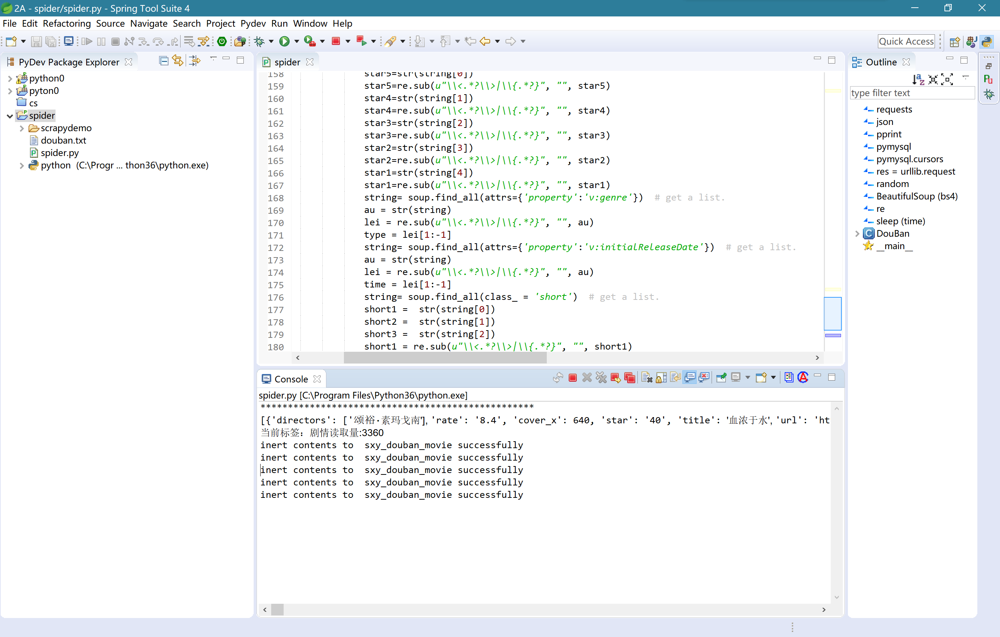 2A - spider/spider.py - Spring Tool Suite 4
File Edit Refactoring Source Navigate Search Project Pydev Run Window Help
Quick Access
PyDev Package Explorer
python0
pyton0
cs
spider
scrapydemo
douban.txt
spider.py
python (C:\Progr ... thon36\python.exe)
spider
158 star5=str(string[0])
159 star5=re.sub(u"\\<.*?\\>|\\{.*?}", "", star5)
160 star4=str(string[1])
161 star4=re.sub(u"\\<.*?\\>|\\{.*?}", "", star4)
162 star3=str(string[2])
163 star3=re.sub(u"\\<.*?\\>|\\{.*?}", "", star3)
164 star2=str(string[3])
165 star2=re.sub(u"\\<.*?\\>|\\{.*?}", "", star2)
166 star1=str(string[4])
167 star1=re.sub(u"\\<.*?\\>|\\{.*?}", "", star1)
168 string= soup.find_all(attrs={'property':'v:genre'})  # get a list.
169 au = str(string)
170 lei = re.sub(u"\\<.*?\\>|\\{.*?}", "", au)
171 type = lei[1:-1]
172 string= soup.find_all(attrs={'property':'v:initialReleaseDate'})  # get a list.
173 au = str(string)
174 lei = re.sub(u"\\<.*?\\>|\\{.*?}", "", au)
175 time = lei[1:-1]
176 string= soup.find_all(class_ = 'short')  # get a list.
177 short1 =  str(string[0])
178 short2 =  str(string[1])
179 short3 =  str(string[2])
180 short1 = re.sub(u"\\<.*?\\>|\\{.*?}", "", short1)
Console
spider.py [C:\Program Files\Python36\python.exe]
**************************************************
[{'directors': ['颂裕·素玛戈南'], 'rate': '8.4', 'cover_x': 640, 'star': '40', 'title': '血浓于水', 'url': 'ht
当前标签：剧情读取量:3360
inert contents to  sxy_douban_movie successfully
inert contents to  sxy_douban_movie successfully
inert contents to  sxy_douban_movie successfully
inert contents to  sxy_douban_movie successfully
inert contents to  sxy_douban_movie successfully
Outline
type filter text
requests
json
pprint
pymysql
pymysql.cursors
res = urllib.request
random
BeautifulSoup (bs4)
re
sleep (time)
DouBan
__main__